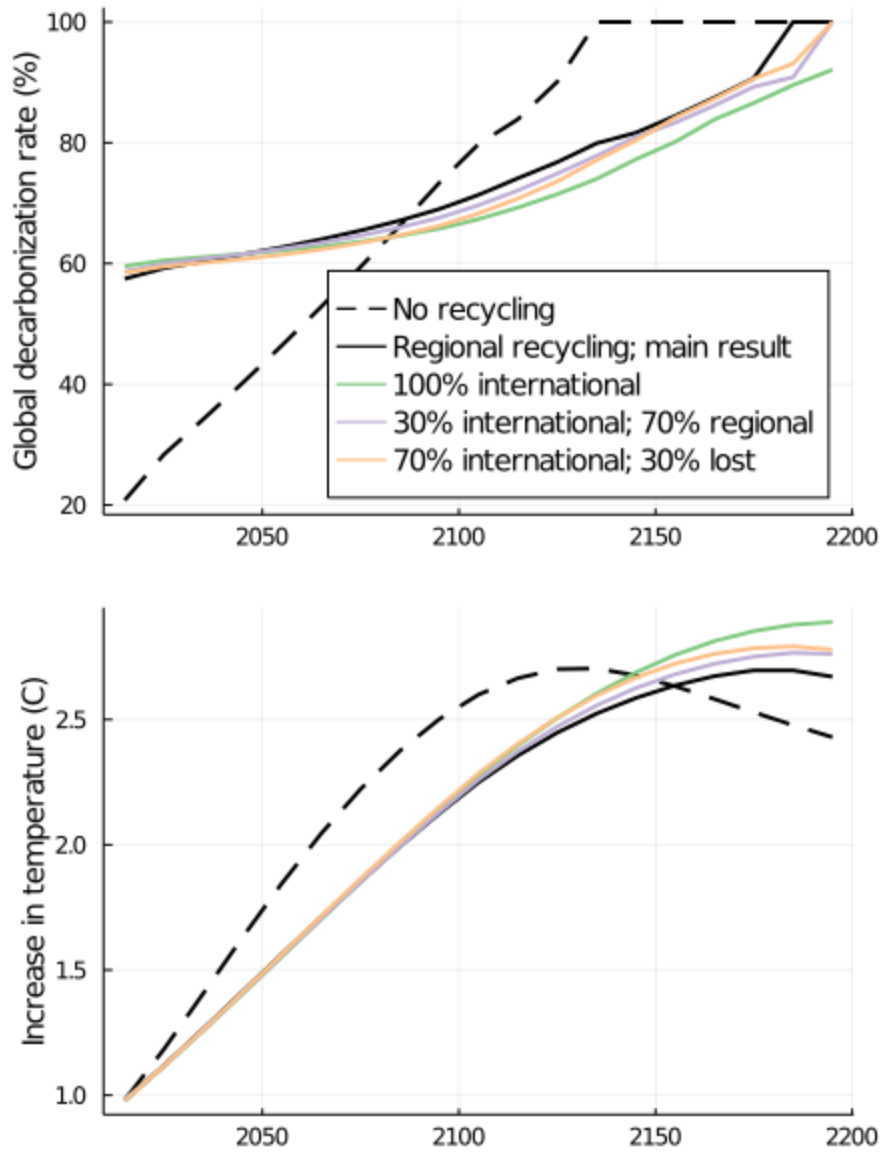 Global decarbonization rate (%)
100
80
60
40
20
No recycling
Regional recycling; main result
100% international
30% international; 70% regional
70% international; 30% lost
2050
2100
2150
2200
Increase in temperature (C)
2.5
2.0
1.5
1.0
2050
2100
2150
2200